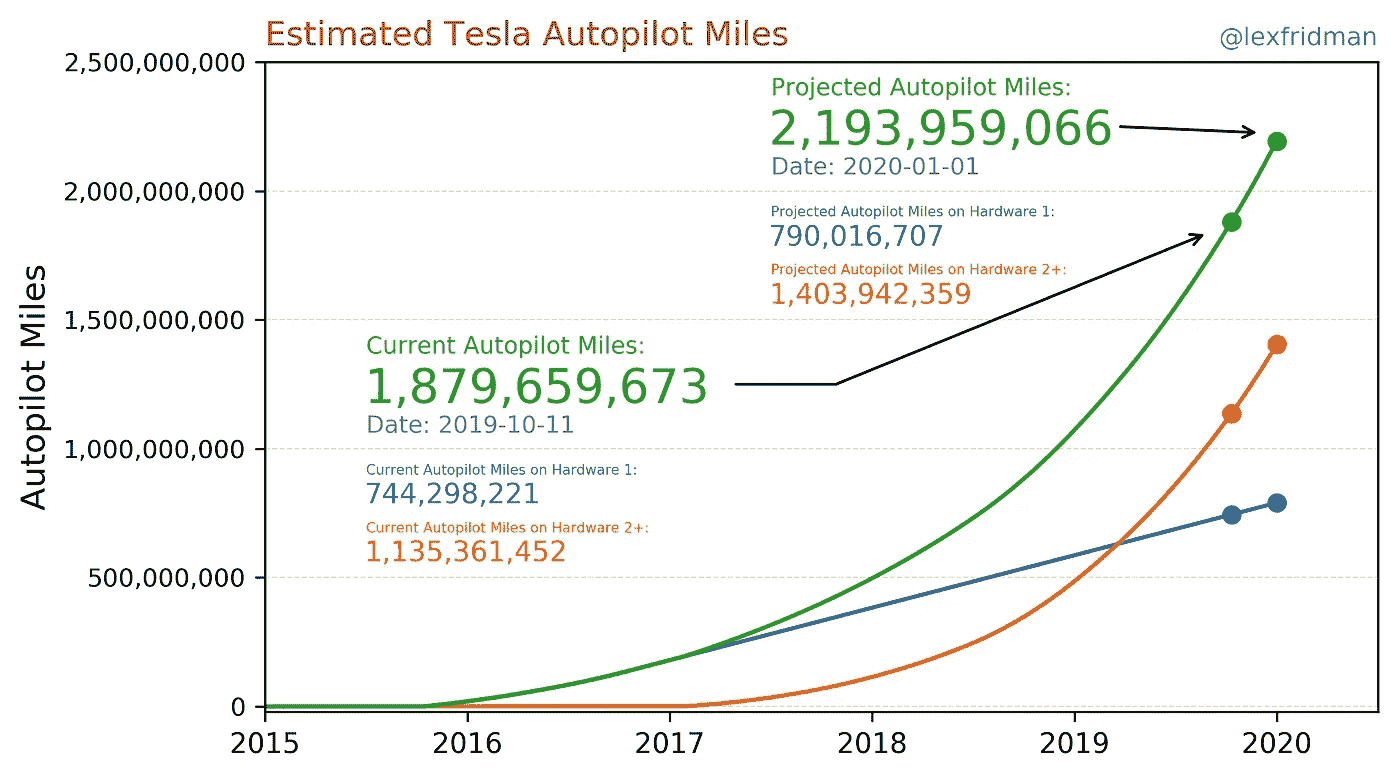 Estimated Tesla Autopilot Miles
@lexfridman
2,500,000,000
2,000,000,000
1,500,000,000
1,000,000,000
500,000,000
0
Autopilot Miles
Projected Autopilot Miles:
2,193,959,066
Date: 2020-01-01
Projected Autopilot Miles on Hardware 1:
790,016,707
Projected Autopilot Miles on Hardware 2+:
1,403,942,359
Current Autopilot Miles:
1,879,659,673
Date: 2019-10-11
Current Autopilot Miles on Hardware 1:
744,298,221
Current Autopilot Miles on Hardware 2+:
1,135,361,452
2015 2016 2017 2018 2019 2020